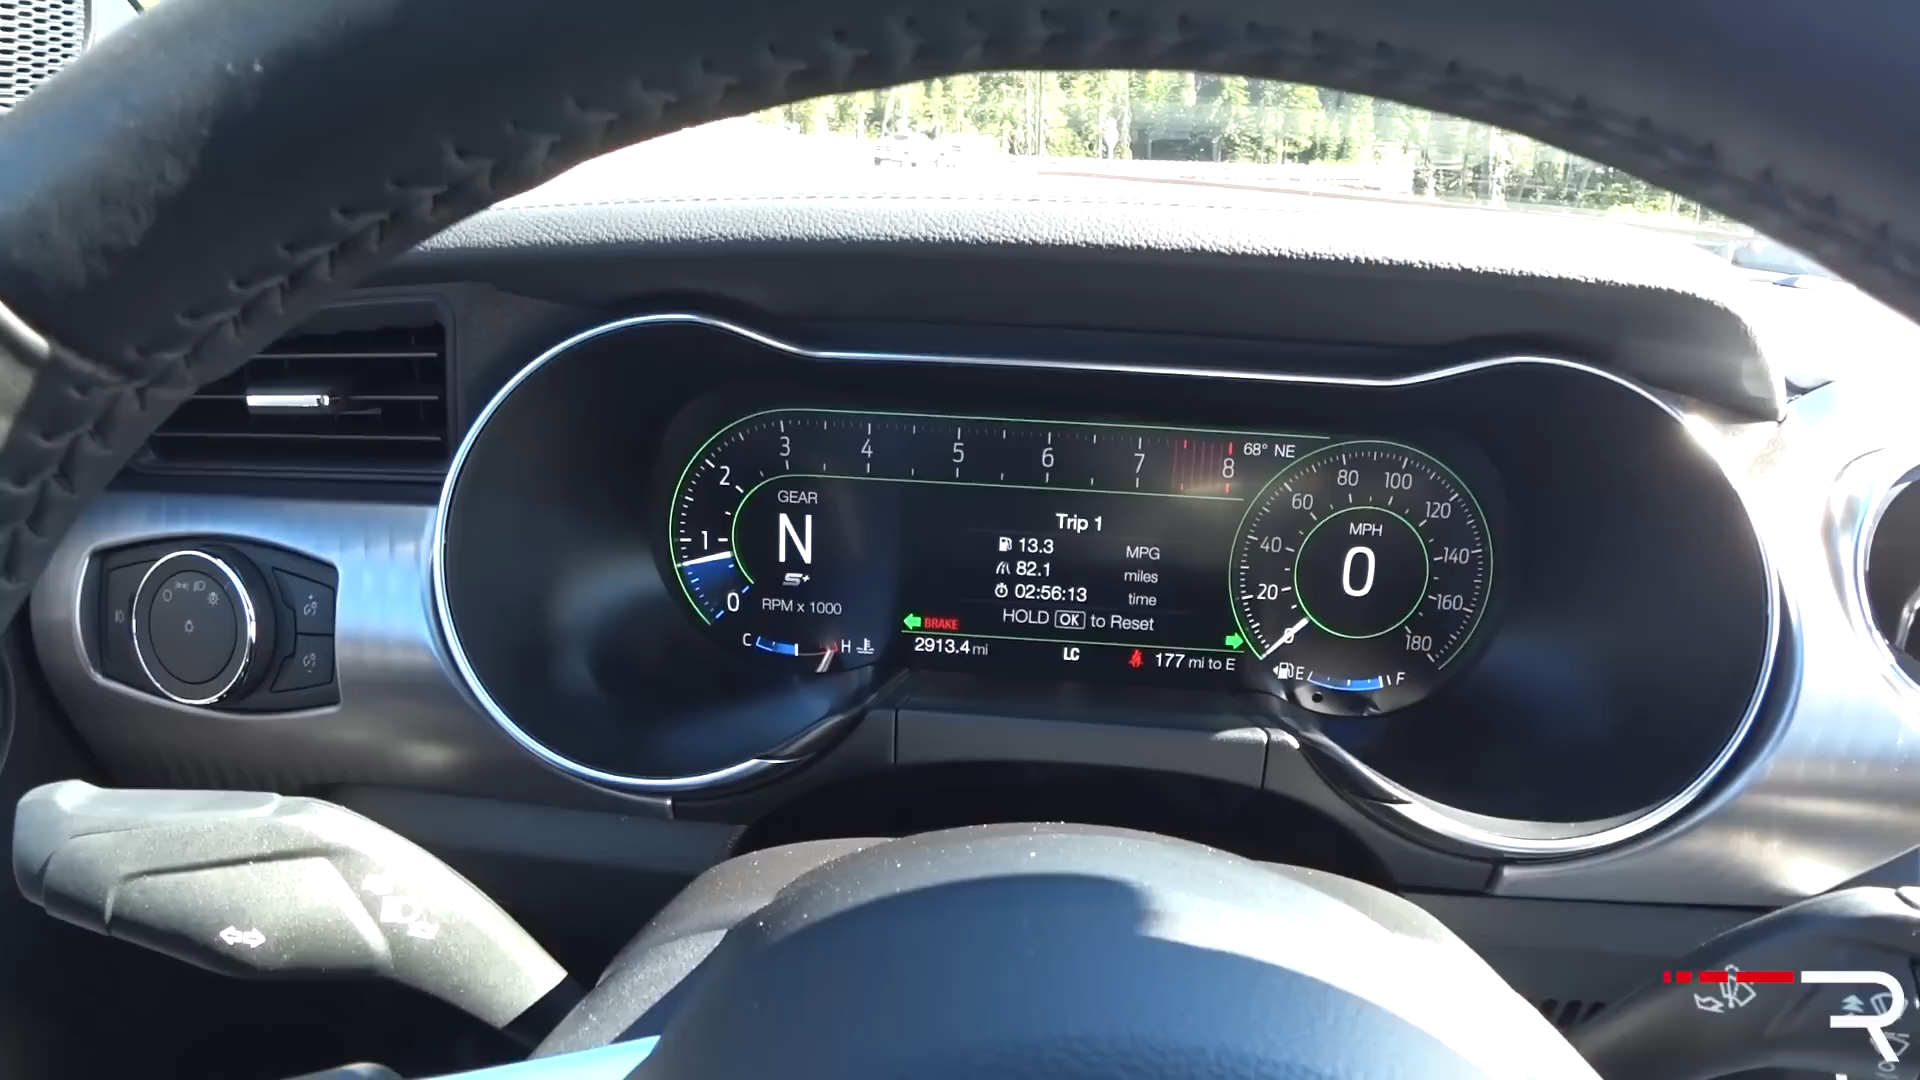 3 4 5 6 7 8
68° NE
2
1
0
GEAR
N
S+
RPM x 1000
C H
Trip 1
13.3 MPG
82.1 miles
02:56:13 time
HOLD OK to Reset
BRAKE
2913.4 mi
LC
177 mi to E
0 20 40 60 80 100 120 140 160 180
MPH
0
E F
R